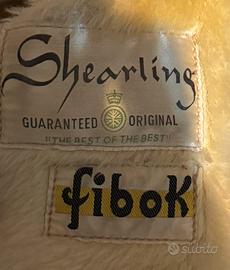 Shearling
GUARANTEED ORIGINAL
"THE BEST OF THE BEST"
fiboK
subito